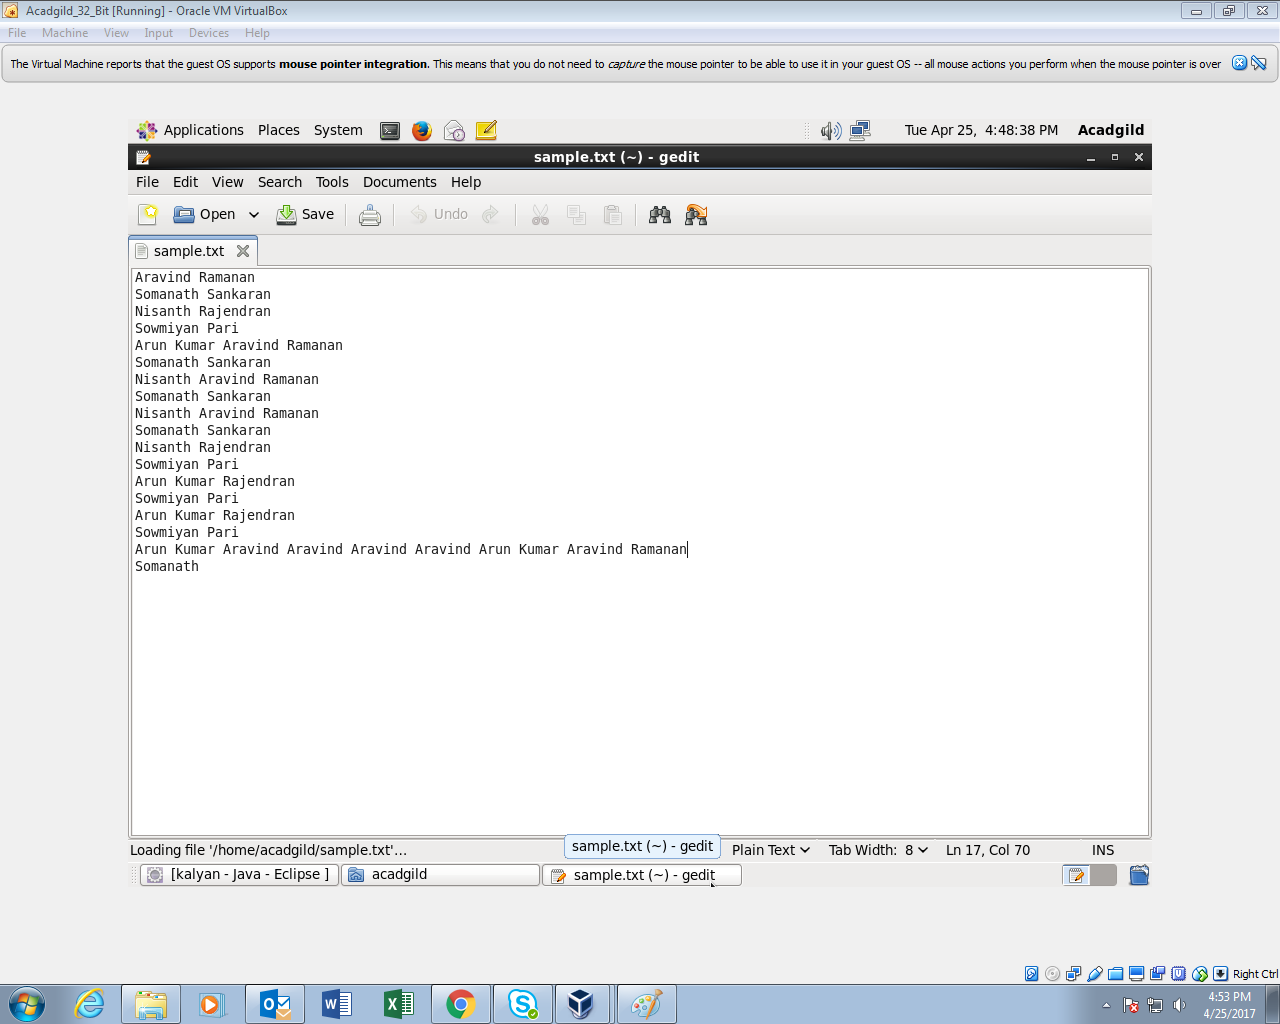 Acadgild_32_Bit [Running] - Oracle VM VirtualBox
File Machine View Input Devices Help
The Virtual Machine reports that the guest OS supports mouse pointer integration. This means that you do not need to capture the mouse pointer to be able to use it in your guest OS -- all mouse actions you perform when the mouse pointer is over
Applications Places System Tue Apr 25, 4:48:38 PM Acadgild
sample.txt (~) - gedit
File Edit View Search Tools Documents Help
Open Save Undo
sample.txt
Aravind Ramanan
Somanath Sankaran
Nisanth Rajendran
Sowmiyan Pari
Arun Kumar Aravind Ramanan
Somanath Sankaran
Nisanth Aravind Ramanan
Somanath Sankaran
Nisanth Aravind Ramanan
Somanath Sankaran
Nisanth Rajendran
Sowmiyan Pari
Arun Kumar Rajendran
Sowmiyan Pari
Arun Kumar Rajendran
Sowmiyan Pari
Arun Kumar Aravind Aravind Aravind Aravind Arun Kumar Aravind Ramanan
Somanath
Loading file '/home/acadgild/sample.txt'... sample.txt (~) - gedit Plain Text Tab Width: 8 Ln 17, Col 70 INS
[kalyan - Java - Eclipse ] acadgild sample.txt (~) - gedit
Right Ctrl
4:53 PM
4/25/2017